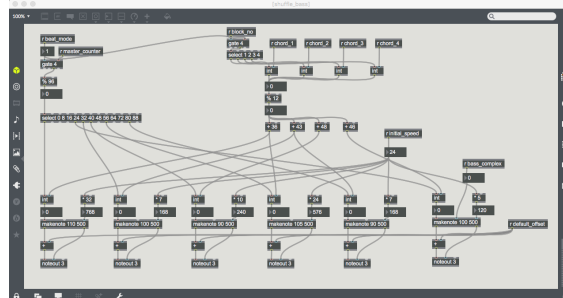 [shuffle_base]
100%
r beat_mode
r block_no
1
r master_counter
gate 4
r chord_1
r chord_2
r chord_3
r chord_4
gate 4
select 1 2 3 4
int
int
int
int
% 96
0
0
% 12
0
select 0 8 16 24 32 40 48 56 64 72 80 88
+ 36
+ 43
+ 48
+ 46
r initial_speed
24
r bass_complex
0
int
* 32
int
* 7
int
* 10
int
* 24
int
* 7
int
* 5
0
768
0
168
0
240
0
576
0
168
0
120
makenote 110 500
makenote 100 500
makenote 90 500
makenote 105 500
makenote 90 500
makenote 100 500
r default_offset
+
+
+
+
+
+
noteout 3
noteout 3
noteout 3
noteout 3
noteout 3
noteout 3